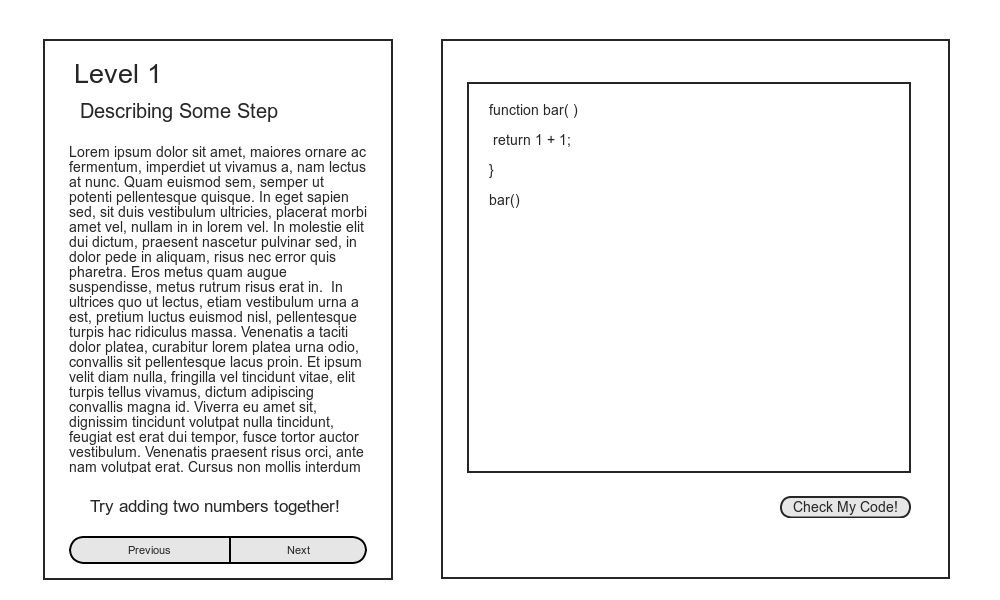 Level 1
Describing Some Step
Lorem ipsum dolor sit amet, maiores ornare ac
fermentum, imperdiet ut vivamus a, nam lectus
at nunc. Quam euismod sem, semper ut
potenti pellentesque quisque. In eget sapien
sed, sit duis vestibulum ultricies, placerat morbi
amet vel, nullam in in lorem vel. In molestie elit
dui dictum, praesent nascetur pulvinar sed, in
dolor pede in aliquam, risus nec error quis
pharetra. Eros metus quam augue
suspendisse, metus rutrum risus erat in.  In
ultrices quo ut lectus, etiam vestibulum urna a
est, pretium luctus euismod nisl, pellentesque
turpis hac ridiculus massa. Venenatis a taciti
dolor platea, curabitur lorem platea urna odio,
convallis sit pellentesque lacus proin. Et ipsum
velit diam nulla, fringilla vel tincidunt vitae, elit
turpis tellus vivamus, dictum adipiscing
convallis magna id. Viverra eu amet sit,
dignissim tincidunt volutpat nulla tincidunt,
feugiat est erat dui tempor, fusce tortor auctor
vestibulum. Venenatis praesent risus orci, ante
nam volutpat erat. Cursus non mollis interdum
Try adding two numbers together!
Previous
Next
function bar( )
return 1 + 1;
}
bar()
Check My Code!